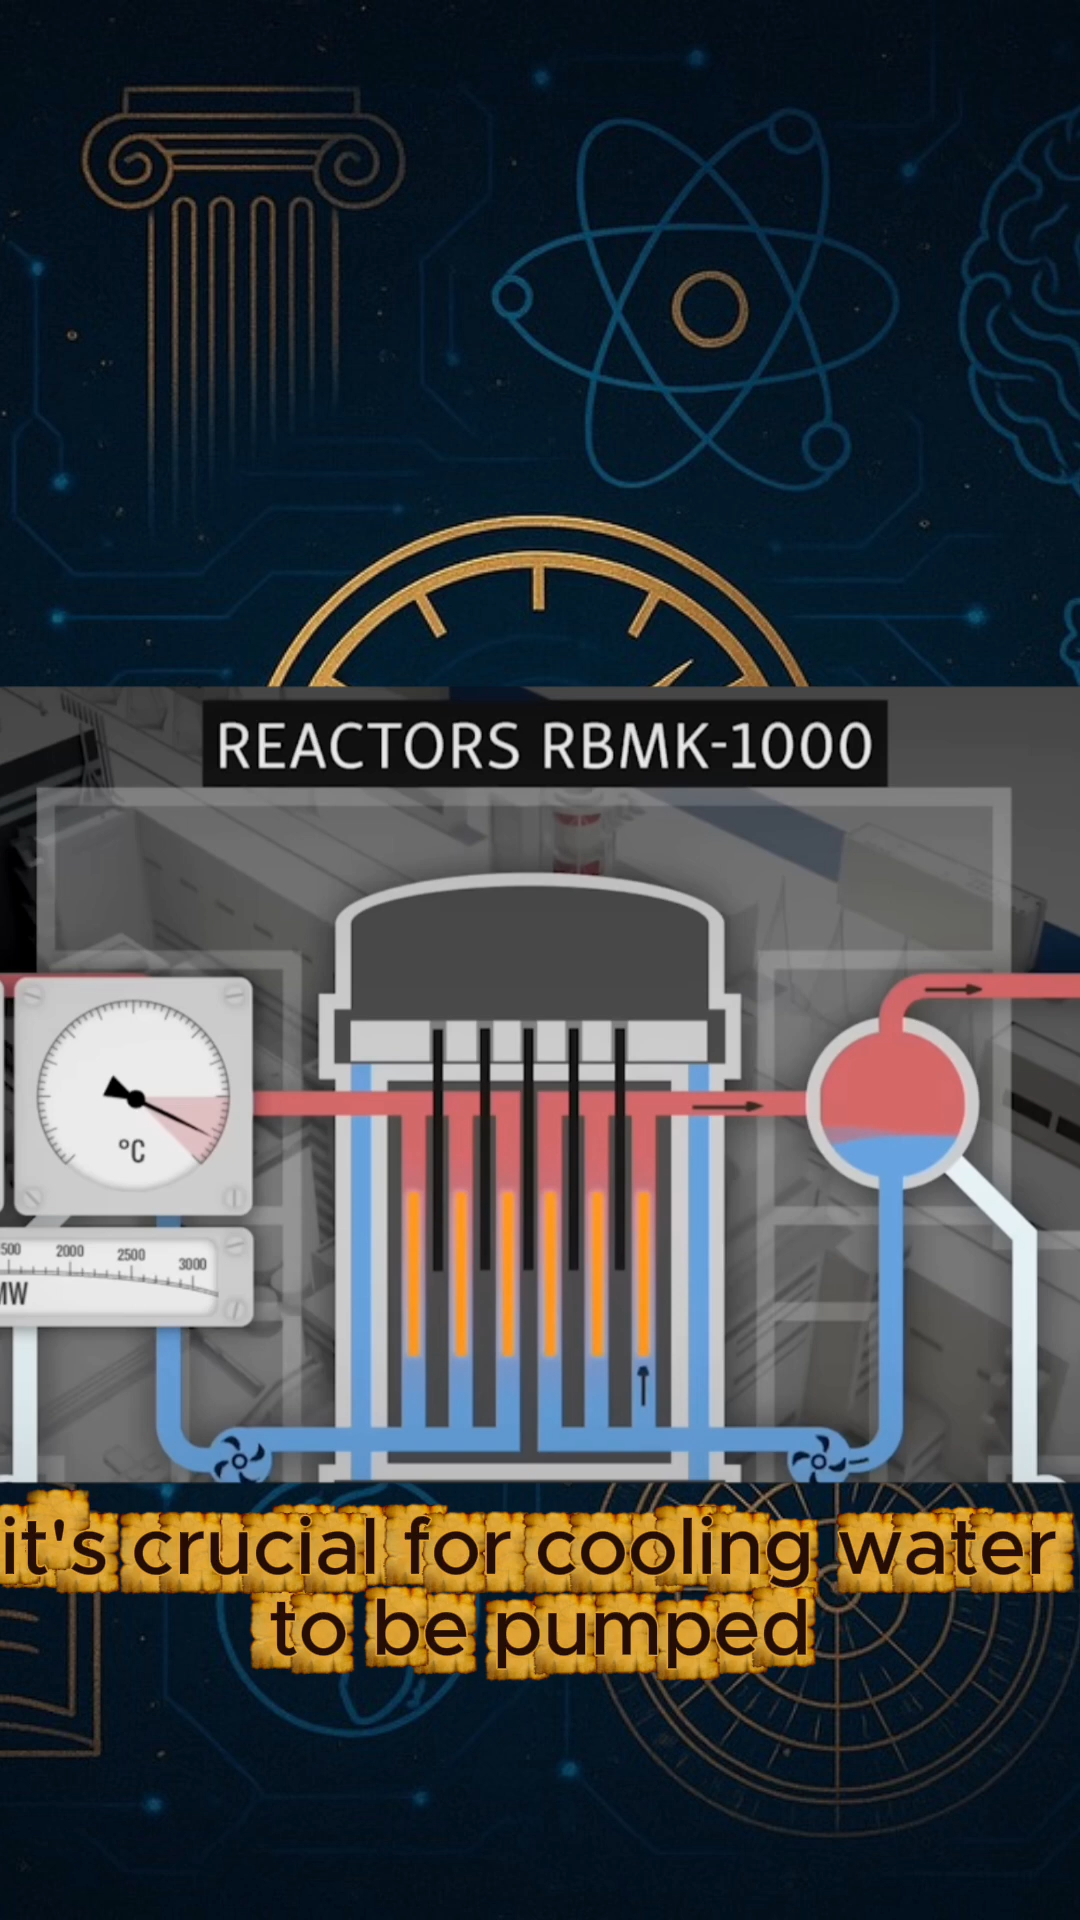 REACTORS RBMK-1000
°C
500 2000 2500 3000
MW
it's crucial for cooling water
to be pumped